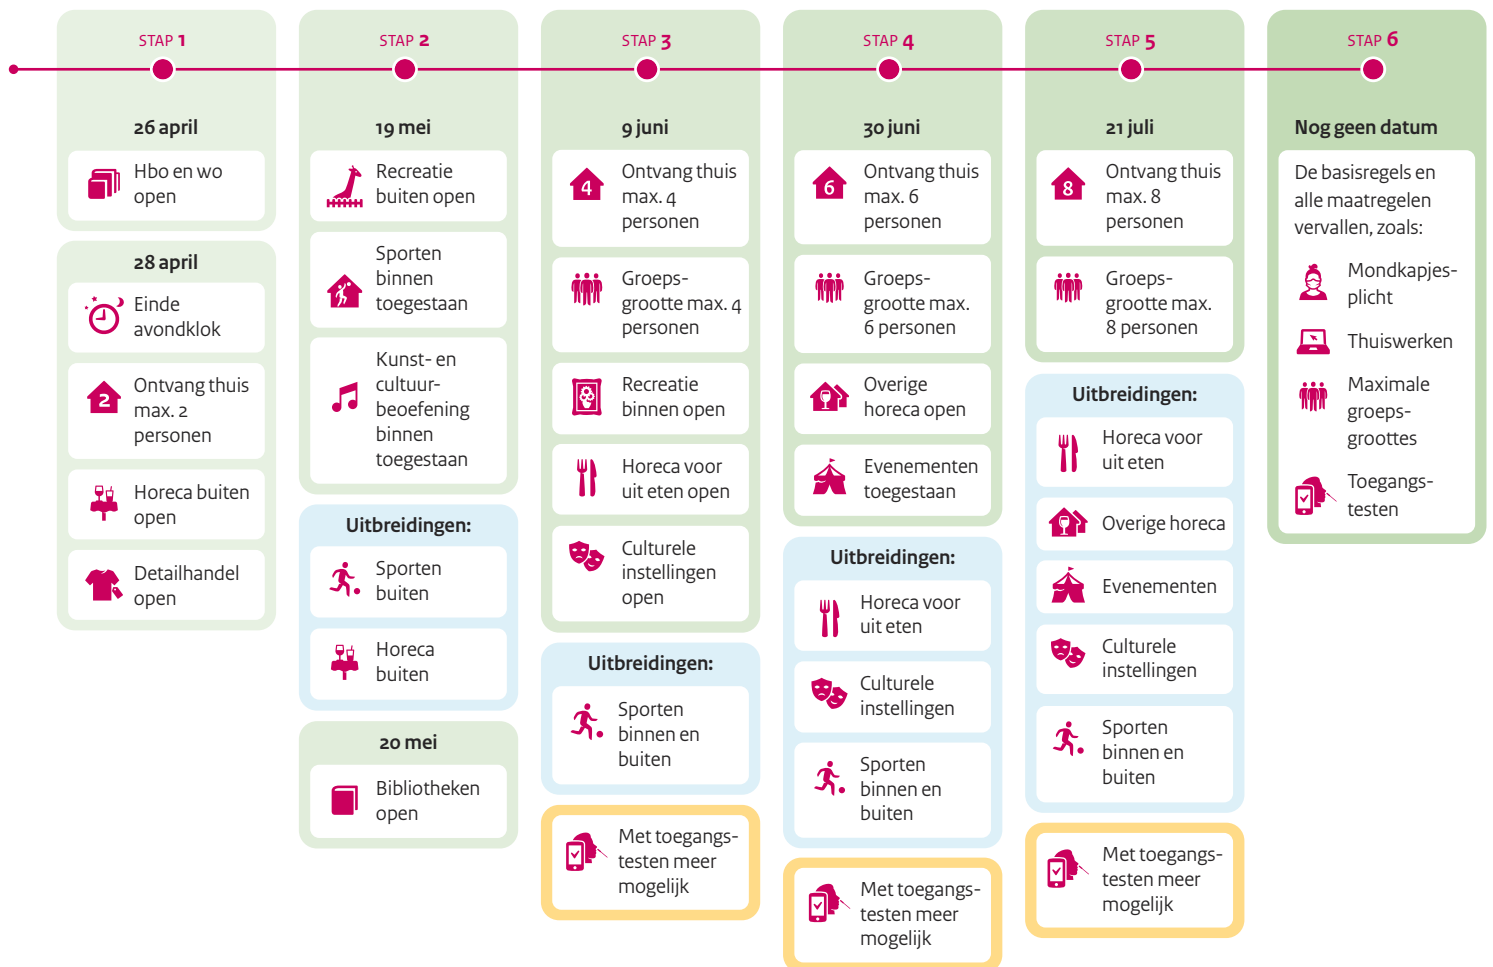 STAP 1
26 april
Hbo en wo
open
28 april
Einde
avondklok
2
Ontvang thuis
max. 2
personen
Horeca buiten
open
Detailhandel
open
STAP 2
19 mei
Recreatie
buiten open
Sporten
binnen
toegestaan
Kunst- en
cultuur-
beoefening
binnen
toegestaan
Uitbreidingen:
Sporten
buiten
Horeca
buiten
20 mei
Bibliotheken
open
STAP 3
9 juni
4
Ontvang thuis
max. 4
personen
Groeps-
grootte max. 4
personen
Recreatie
binnen open
Horeca voor
uit eten open
Culturele
instellingen
open
Uitbreidingen:
Sporten
binnen en
buiten
Met toegangs-
testen meer
mogelijk
STAP 4
30 juni
6
Ontvang thuis
max. 6
personen
Groeps-
grootte max.
6 personen
Overige
horeca open
Evenementen
toegestaan
Uitbreidingen:
Horeca voor
uit eten
Culturele
instellingen
Sporten
binnen en
buiten
Met toegangs-
testen meer
mogelijk
STAP 5
21 juli
8
Ontvang thuis
max. 8
personen
Groeps-
grootte max.
8 personen
Uitbreidingen:
Horeca voor
uit eten
Overige horeca
Evenementen
Culturele
instellingen
Sporten
binnen en
buiten
Met toegangs-
testen meer
mogelijk
STAP 6
Nog geen datum
De basisregels en
alle maatregelen
vervallen, zoals:
Mondkapjes-
plicht
Thuiswerken
Maximale
groeps-
groottes
Toegangs-
testen